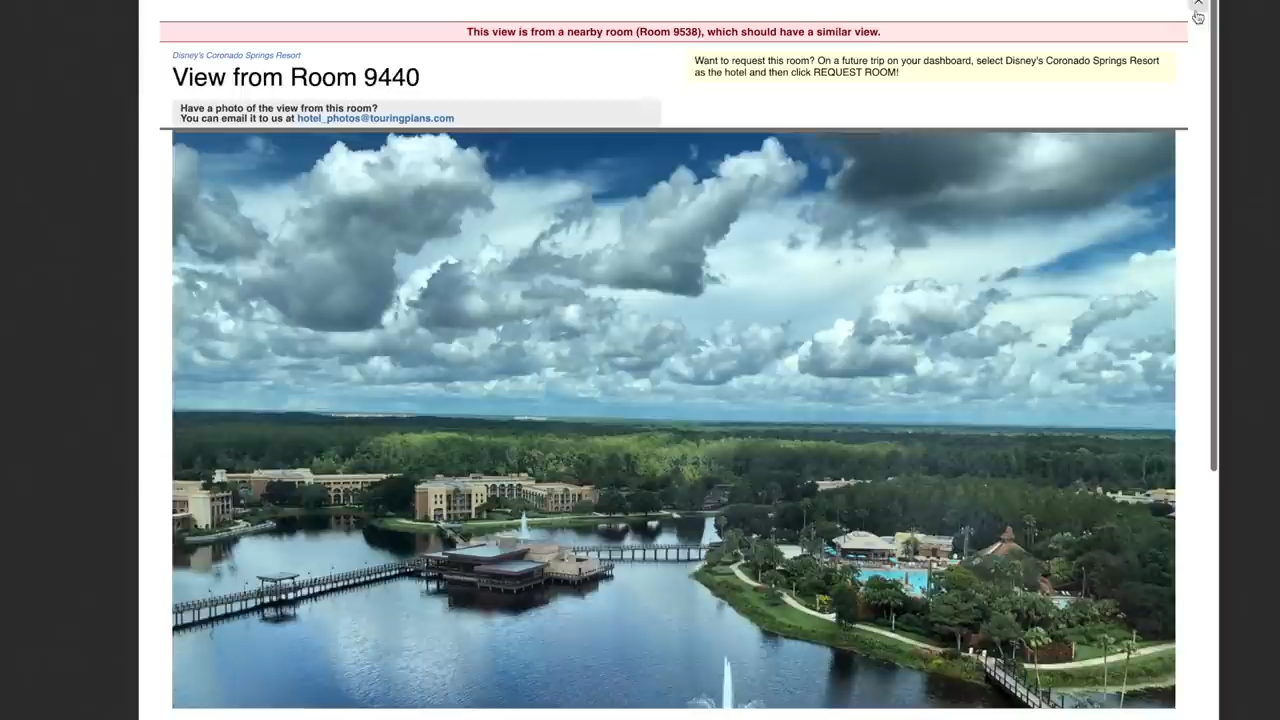 This view is from a nearby room (Room 9538), which should have a similar view.
Disney's Coronado Springs Resort
View from Room 9440
Want to request this room? On a future trip on your dashboard, select Disney's Coronado Springs Resort
as the hotel and then click REQUEST ROOM!
Have a photo of the view from this room?
You can email it to us at hotel_photos@touringplans.com